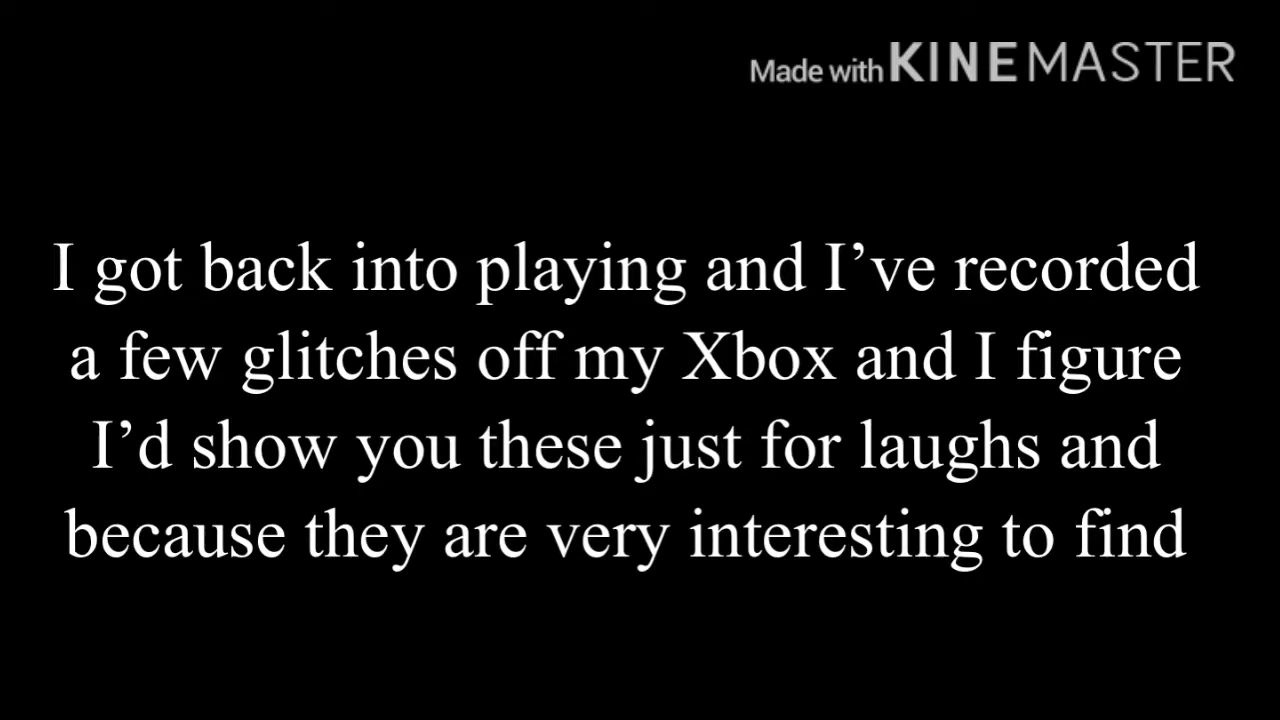 Made with KINEMASTER
I got back into playing and I’ve recorded
a few glitches off my Xbox and I figure
I’d show you these just for laughs and
because they are very interesting to find